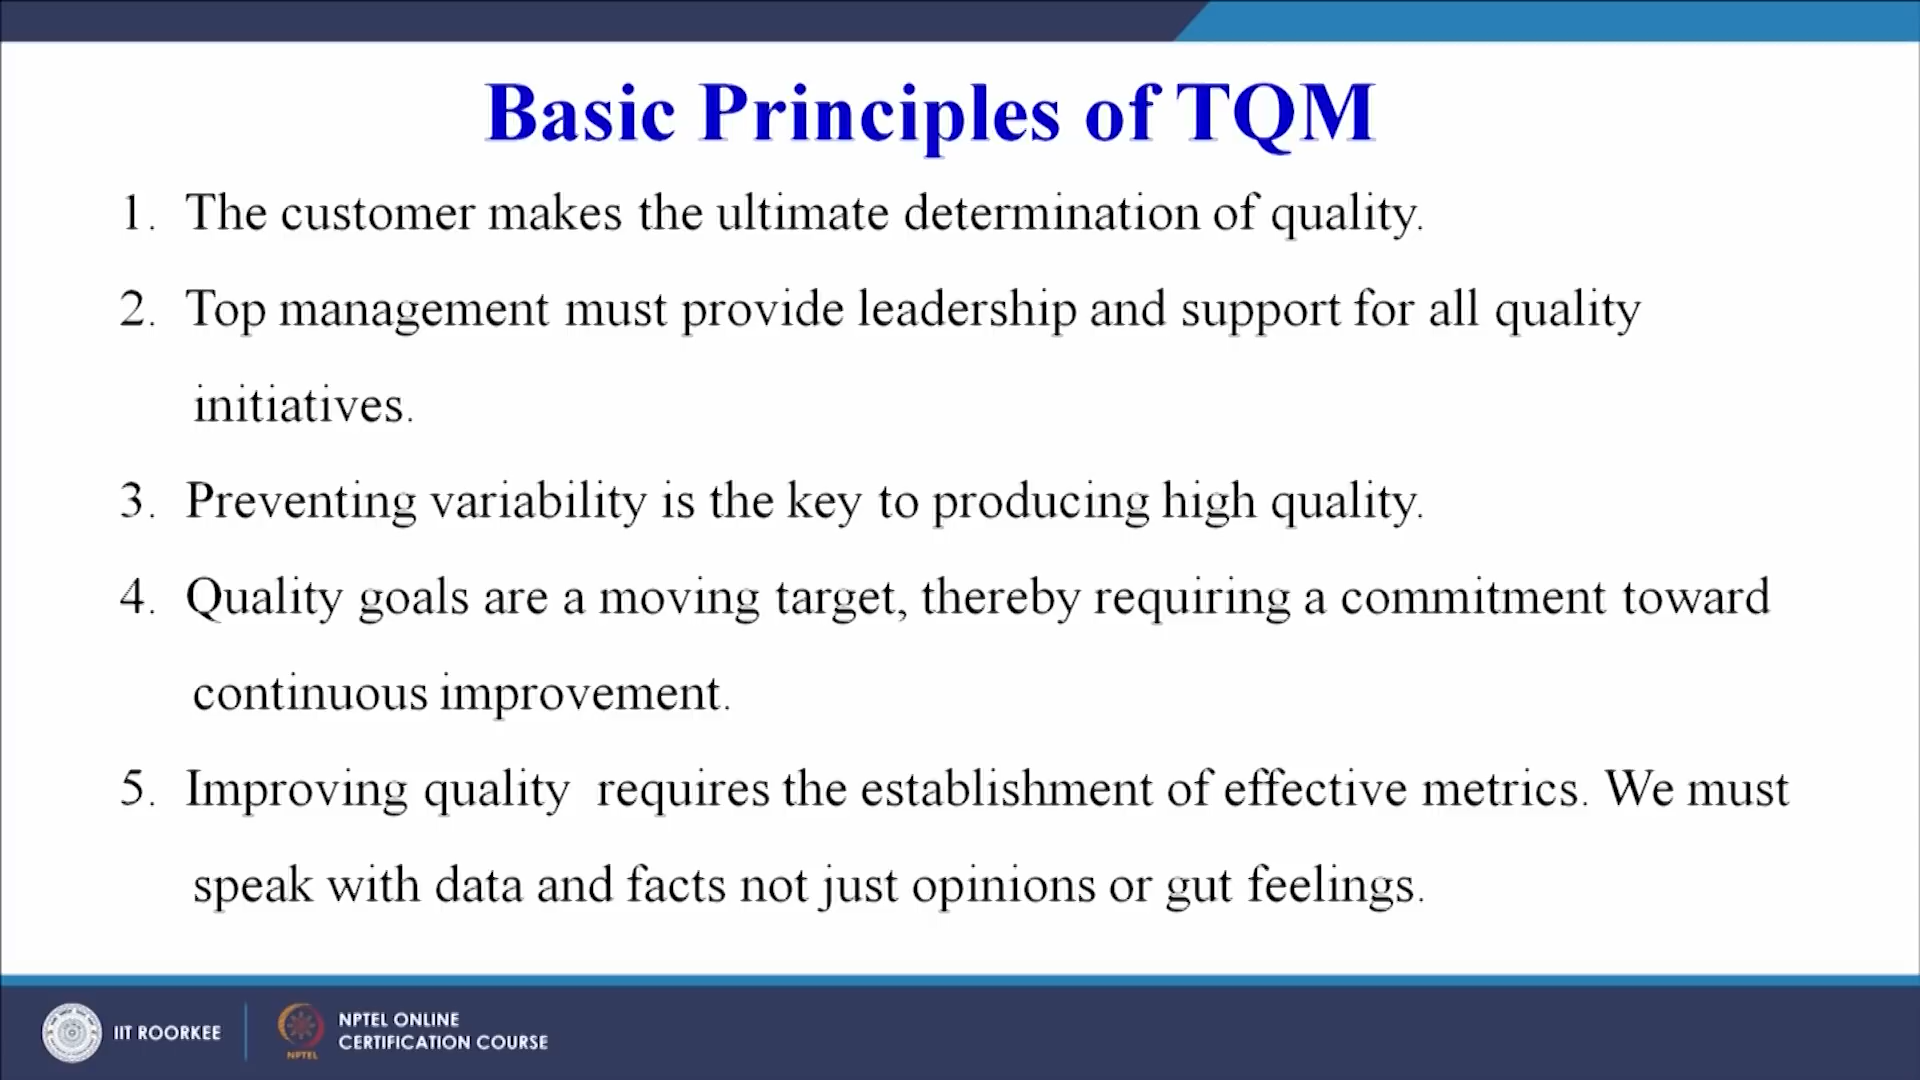 Basic Principles of TQM
1. The customer makes the ultimate determination of quality.
2. Top management must provide leadership and support for all quality
initiatives.
3. Preventing variability is the key to producing high quality.
4. Quality goals are a moving target, thereby requiring a commitment toward
continuous improvement.
5. Improving quality requires the establishment of effective metrics. We must
speak with data and facts not just opinions or gut feelings.
IIT ROORKEE
NPTEL
NPTEL ONLINE
CERTIFICATION COURSE